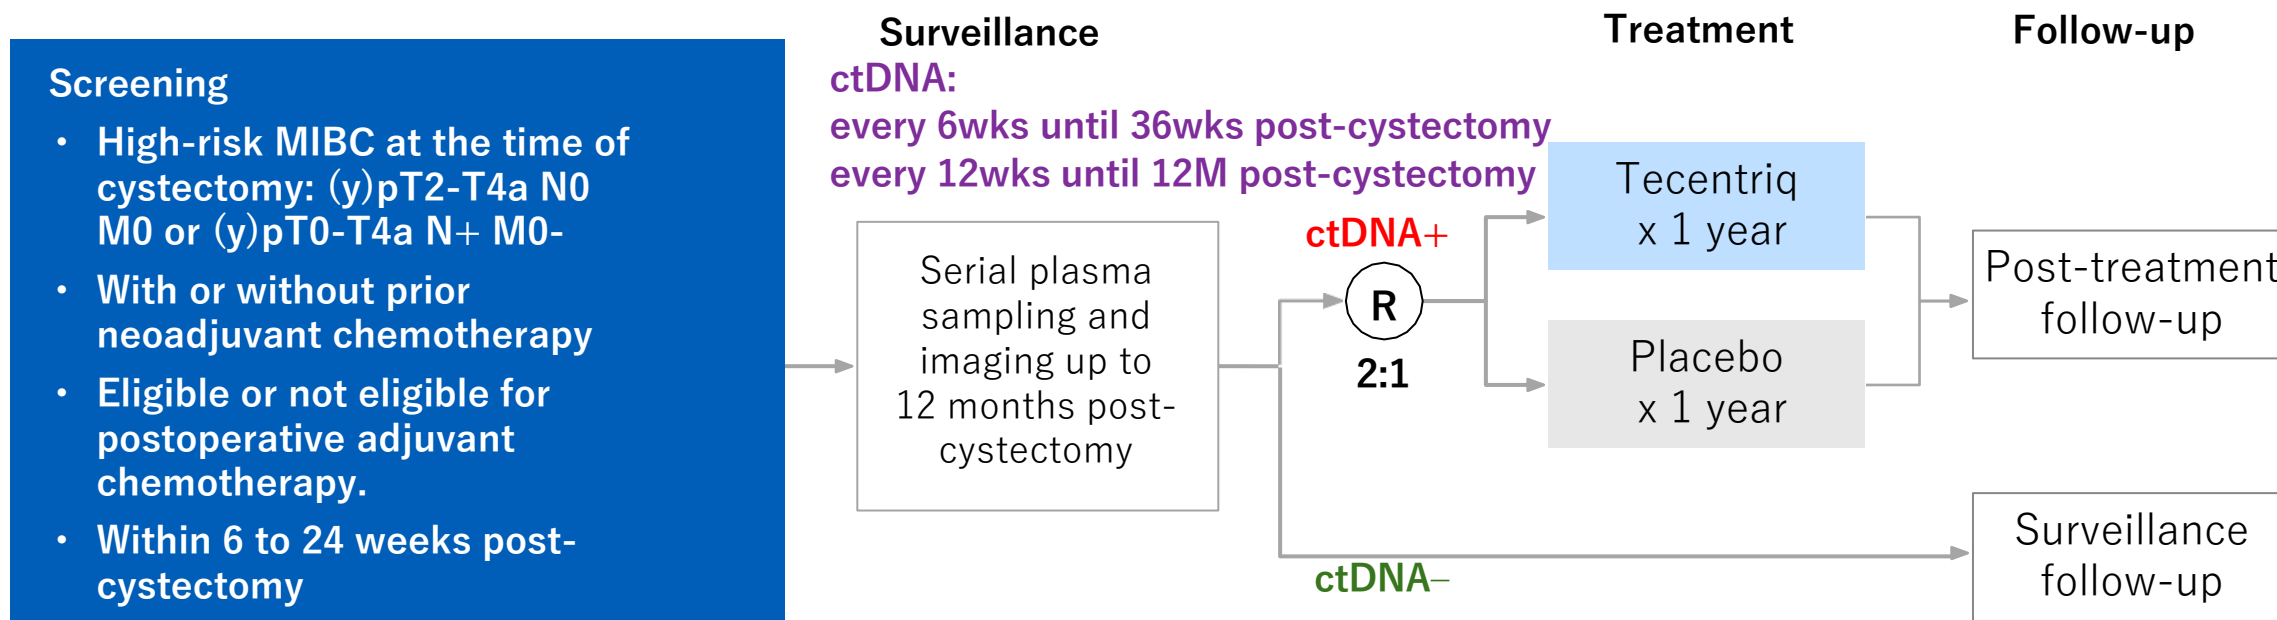 Screening
• High-risk MIBC at the time of
cystectomy: (y)pT2-T4a N0
M0 or (y)pT0-T4a N+ M0-
• With or without prior
neoadjuvant chemotherapy
• Eligible or not eligible for
postoperative adjuvant
chemotherapy.
• Within 6 to 24 weeks post-
cystectomy
Surveillance
ctDNA:
every 6wks until 36wks post-cystectomy
every 12wks until 12M post-cystectomy
Serial plasma
sampling and
imaging up to
12 months post-
cystectomy
ctDNA+
R
2:1
ctDNA–
Treatment
Tecentriq
x 1 year
Placebo
x 1 year
Follow-up
Post-treatment
follow-up
Surveillance
follow-up